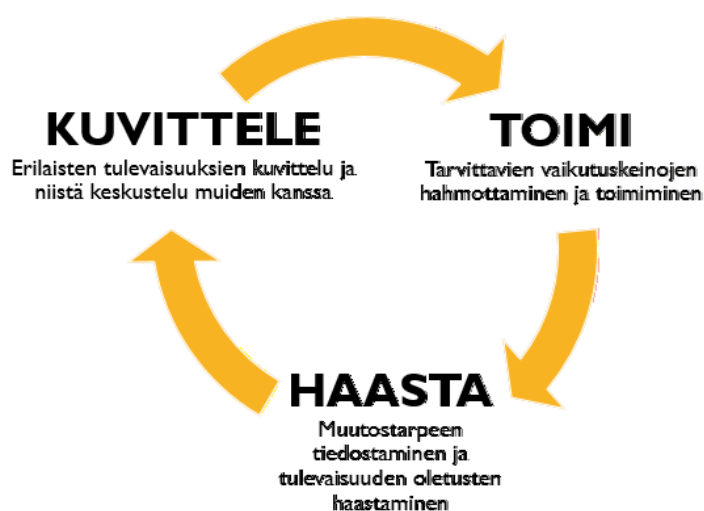 KUVITTELE
Erilaisten tulevaisuuksien kuvittelu ja
niistä keskustelu muiden kanssa
TOIMI
Tarvittavien vaikutuskeinojen
hahmottaminen ja toimiminen
HAASTA
Muutostarpeen
tiedostaminen ja
tulevaisuuden oletusten
haastaminen